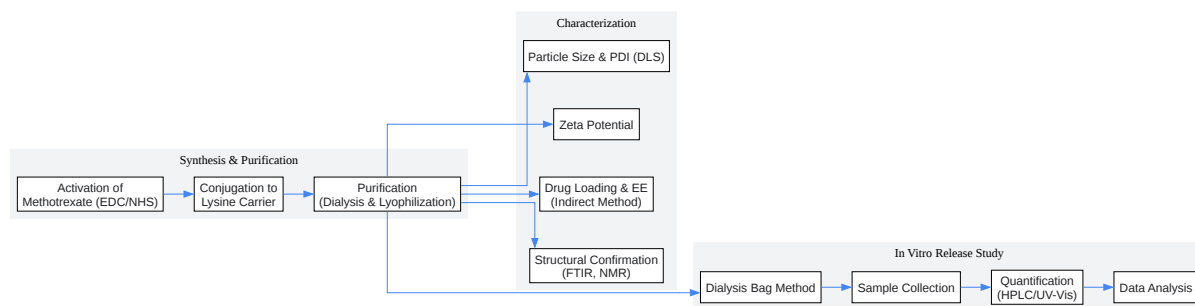 Characterization
Particle Size & PDI (DLS)
Zeta Potential
Synthesis & Purification
Activation of
Methotrexate (EDC/NHS)
Conjugation to
Lysine Carrier
Purification
(Dialysis & Lyophilization)
Drug Loading & EE
(Indirect Method)
Structural Confirmation
(FTIR, NMR)
In Vitro Release Study
Dialysis Bag Method
Sample Collection
Quantification
(HPLC/UV-Vis)
Data Analysis